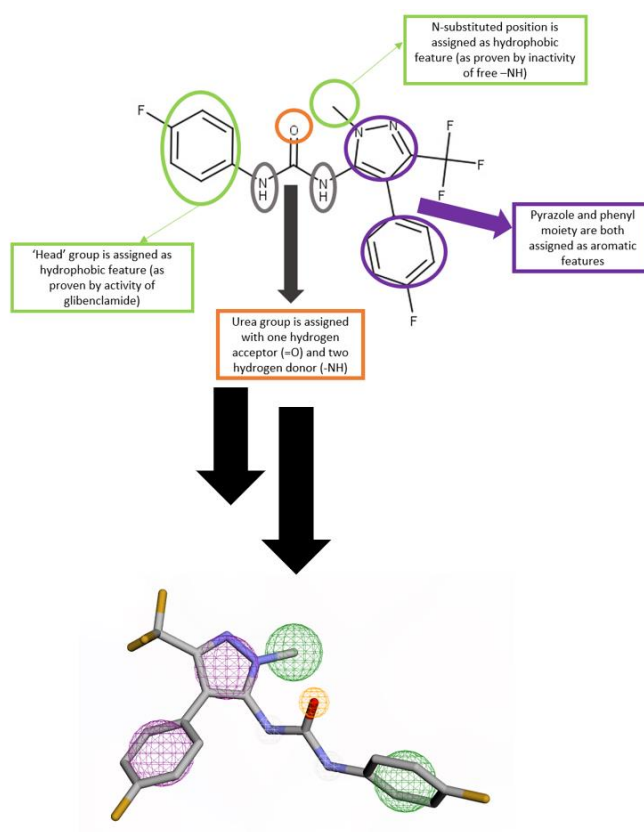 N-substituted position is
assigned as hydrophobic
feature (as proven by inactivity
of free –NH)
F
O
N
N
F
F
F
N
H
N
H
Pyrazole and phenyl
moiety are both
assigned as aromatic
features
'Head' group is assigned as
hydrophobic feature (as
proven by activity of
glibenclamide)
F
Urea group is assigned
with one hydrogen
acceptor (=O) and two
hydrogen donor (-NH)